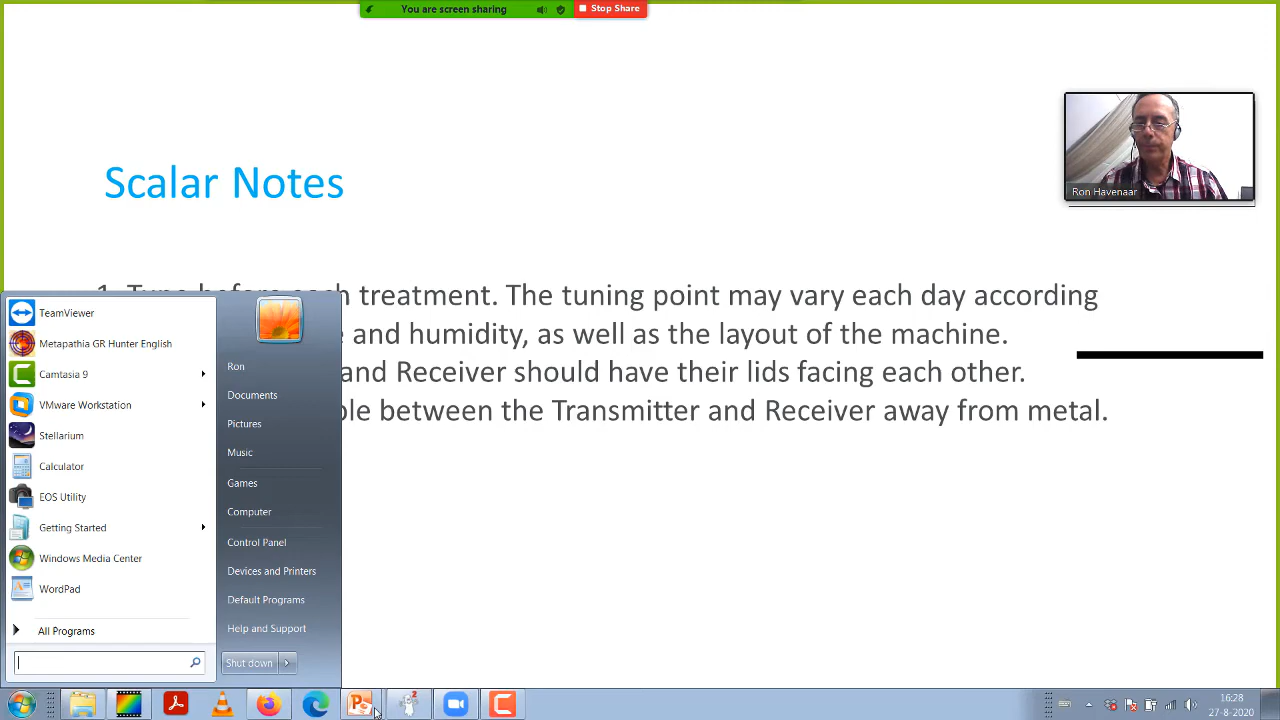 You are screen sharing
Stop Share
Ron Havenaar
Scalar Notes
1. Tune before each treatment. The tuning point may vary each day according
e and humidity, as well as the layout of the machine.
and Receiver should have their lids facing each other.
ble between the Transmitter and Receiver away from metal.
TeamViewer
Metapathia GR Hunter English
Camtasia 9
VMware Workstation
Stellarium
Calculator
EOS Utility
Getting Started
Windows Media Center
WordPad
All Programs
Ron
Documents
Pictures
Music
Games
Computer
Control Panel
Devices and Printers
Default Programs
Help and Support
Shut down
16:28
27-8-2020